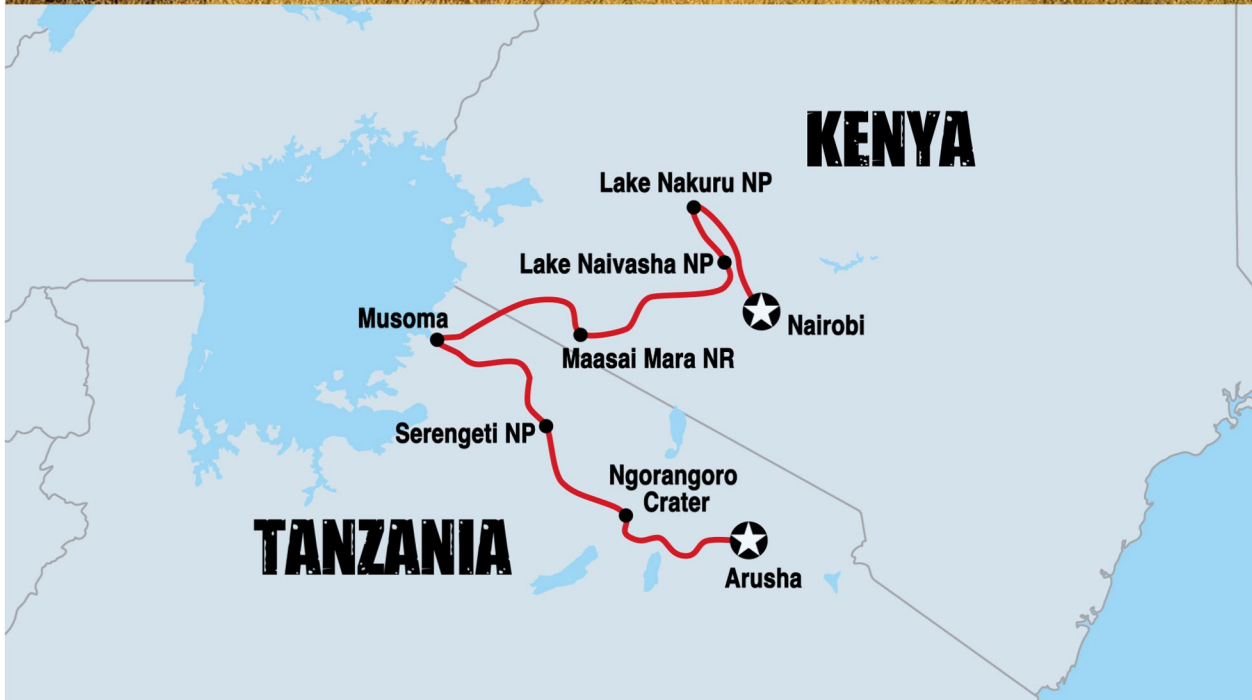 KENYA
Lake Nakuru NP
Lake Naivasha NP
Nairobi
Musoma
Maasai Mara NR
Serengeti NP
Ngorangoro
Crater
TANZANIA
Arusha